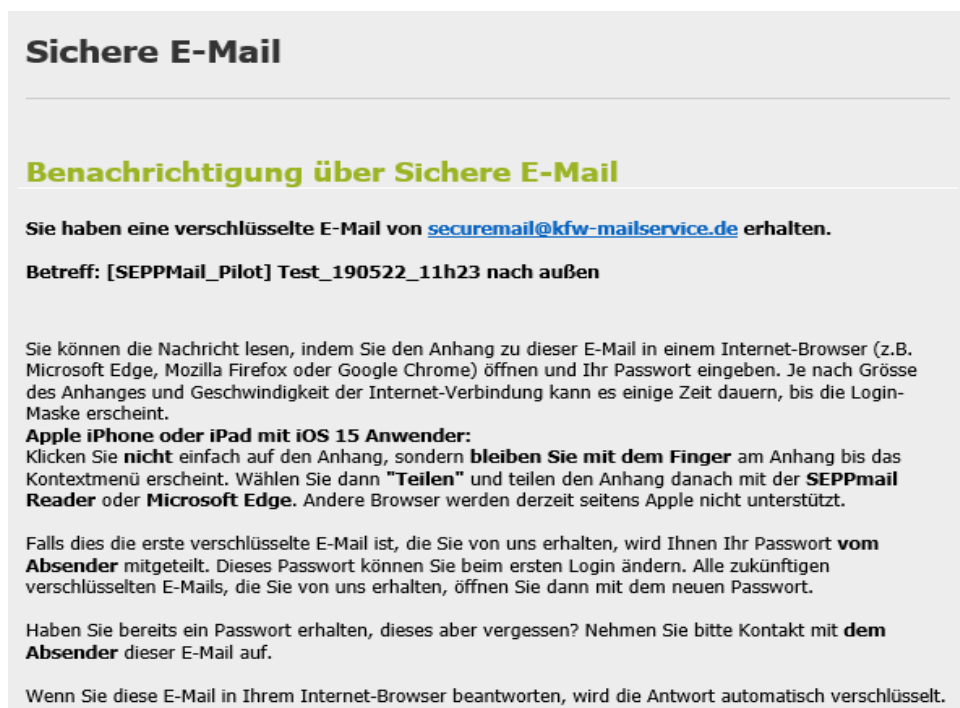 Sichere E-Mail
Benachrichtigung über Sichere E-Mail
Sie haben eine verschlüsselte E-Mail von securemail@kfw-mailservice.de erhalten.
Betreff: [SEPPMail_Pilot] Test_190522_11h23 nach außen
Sie können die Nachricht lesen, indem Sie den Anhang zu dieser E-Mail in einem Internet-Browser (z.B.
Microsoft Edge, Mozilla Firefox oder Google Chrome) öffnen und Ihr Passwort eingeben. Je nach Grösse
des Anhanges und Geschwindigkeit der Internet-Verbindung kann es einige Zeit dauern, bis die Login-
Maske erscheint.
Apple iPhone oder iPad mit iOS 15 Anwender:
Klicken Sie nicht einfach auf den Anhang, sondern bleiben Sie mit dem Finger am Anhang bis das
Kontextmenü erscheint. Wählen Sie dann "Teilen" und teilen den Anhang danach mit der SEPPmail
Reader oder Microsoft Edge. Andere Browser werden derzeit seitens Apple nicht unterstützt.
Falls dies die erste verschlüsselte E-Mail ist, die Sie von uns erhalten, wird Ihnen Ihr Passwort vom
Absender mitgeteilt. Dieses Passwort können Sie beim ersten Login ändern. Alle zukünftigen
verschlüsselten E-Mails, die Sie von uns erhalten, öffnen Sie dann mit dem neuen Passwort.
Haben Sie bereits ein Passwort erhalten, dieses aber vergessen? Nehmen Sie bitte Kontakt mit dem
Absender dieser E-Mail auf.
Wenn Sie diese E-Mail in Ihrem Internet-Browser beantworten, wird die Antwort automatisch verschlüsselt.